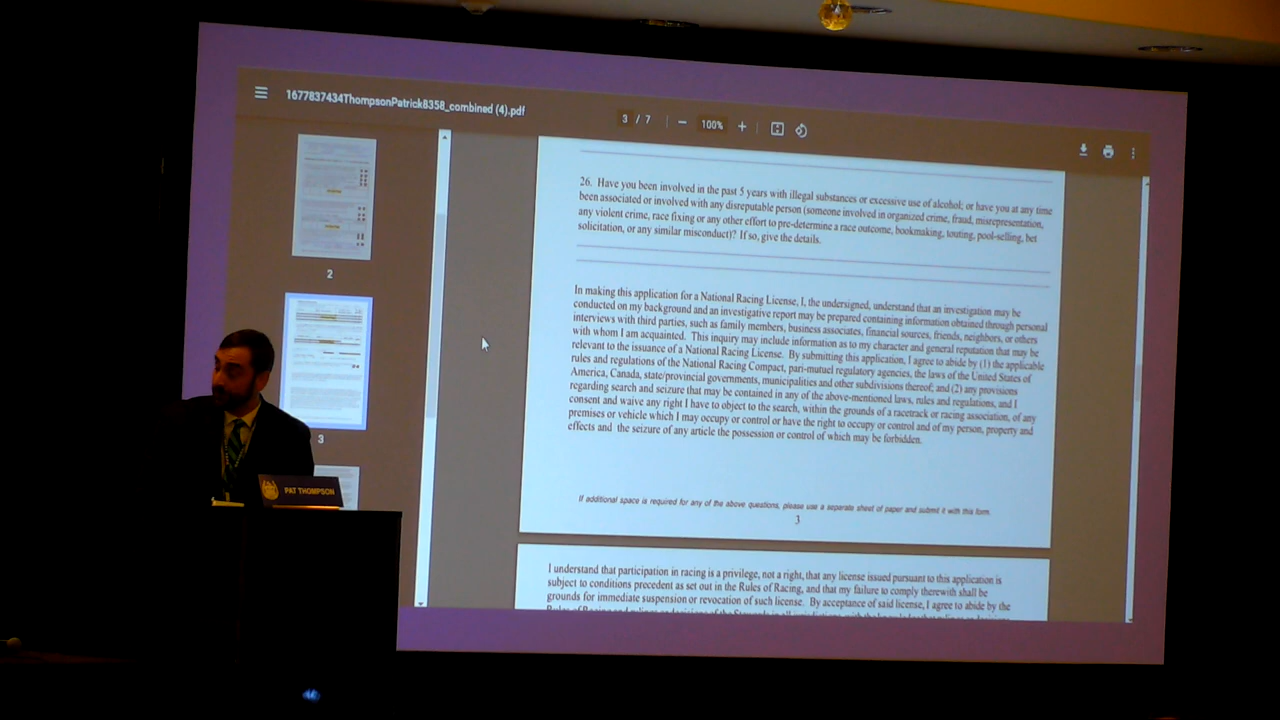 1677837434ThompsonPatrick8358_combined (4).pdf
3 / 7
100%
2
3
PAT THOMPSON
26. Have you been involved in the past 5 years with illegal substances or excessive use of alcohol; or have you at any time
been associated or involved with any disputable person (someone involved in organized crime, fraud, misrepresentation,
any violent crime, race fixing or any other effort to pre-determine a race outcome, bookmaking, touting, pool-selling, bet
solicitation, or any similar misconduct)? If so, give the details.
In making this application for a National Racing License, I, the undersigned, understand that an investigation may be
conducted on my background and an investigative report may be prepared containing information obtained through personal
interviews with third parties, such as family members, business associates, financial sources, friends, neighbors, or others
with whom I am acquainted. This inquiry may include information as to my character and general reputation that may be
relevant to the issuance of a National Racing License. By submitting this application, I agree to abide by (1) the applicable
rules and regulations of the National Racing Compact, pari-mutuel regulatory agencies, the laws of the United States of
America, Canada, state/provincial governments, municipalities and other subdivisions thereof; and (2) any provisions
regarding search and seizure that may be contained in any of the above-mentioned laws, rules and regulations, and I
consent and waive any right I have to object to the search, within the grounds of a racetrack or racing association, of any
premises or vehicle which I may occupy or control or have the right to occupy or control and of my person, property and
effects and the seizure of any article the possession or control of which may be forbidden.
If additional space is required for any of the above questions, please use a separate sheet of paper and submit it with this form.
3
I understand that participation in racing is a privilege, not a right, that any license issued pursuant to this application is
subject to conditions precedent as set out in the Rules of Racing, and that my failure to comply therewith shall be
grounds for immediate suspension or revocation of such license. By acceptance of said license, I agree to abide by the